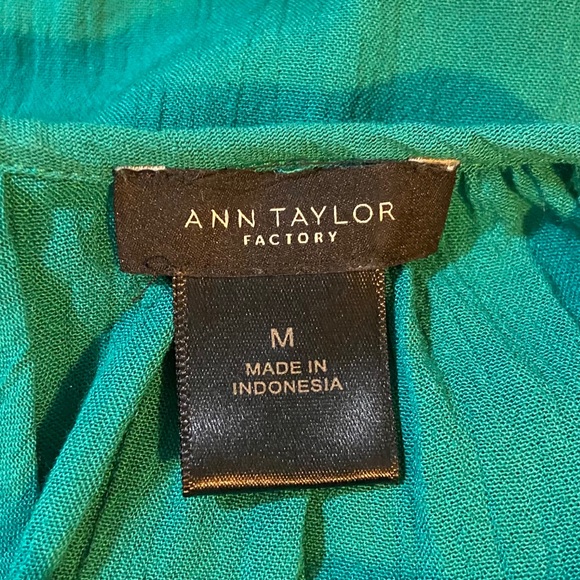 ANN TAYLOR
FACTORY
M
MADE IN
INDONESIA